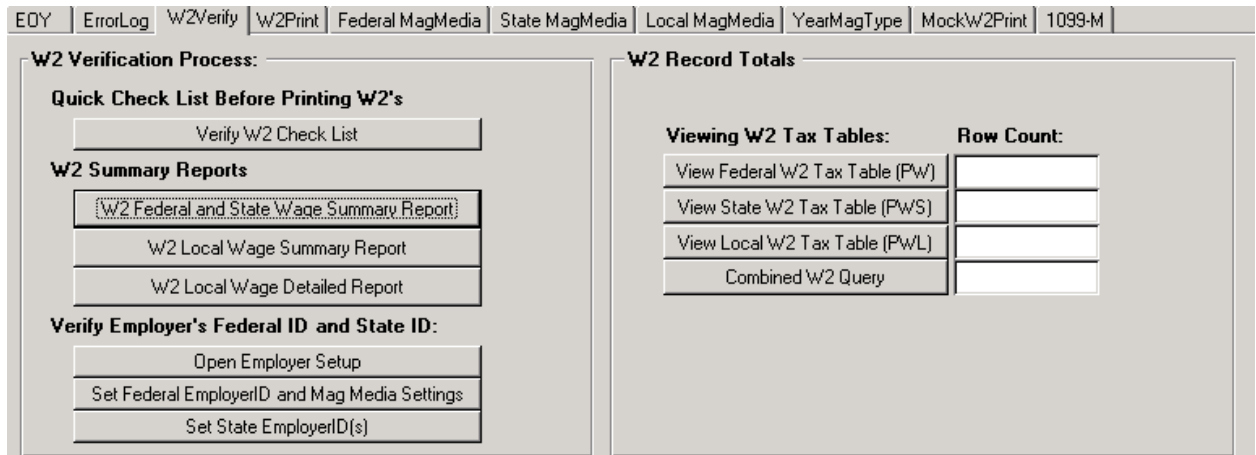 EOY ErrorLog W2Verify W2Print Federal MagMedia State MagMedia Local MagMedia YearMagType MockW2Print 1099-M
W2 Verification Process:
Quick Check List Before Printing W2's
Verify W2 Check List
W2 Summary Reports
W2 Federal and State Wage Summary Report
W2 Local Wage Summary Report
W2 Local Wage Detailed Report
Verify Employer's Federal ID and State ID:
Open Employer Setup
Set Federal EmployerID and Mag Media Settings
Set State EmployerID(s)
W2 Record Totals
Viewing W2 Tax Tables: Row Count:
View Federal W2 Tax Table (PW)
View State W2 Tax Table (PWS)
View Local W2 Tax Table (PWL)
Combined W2 Query